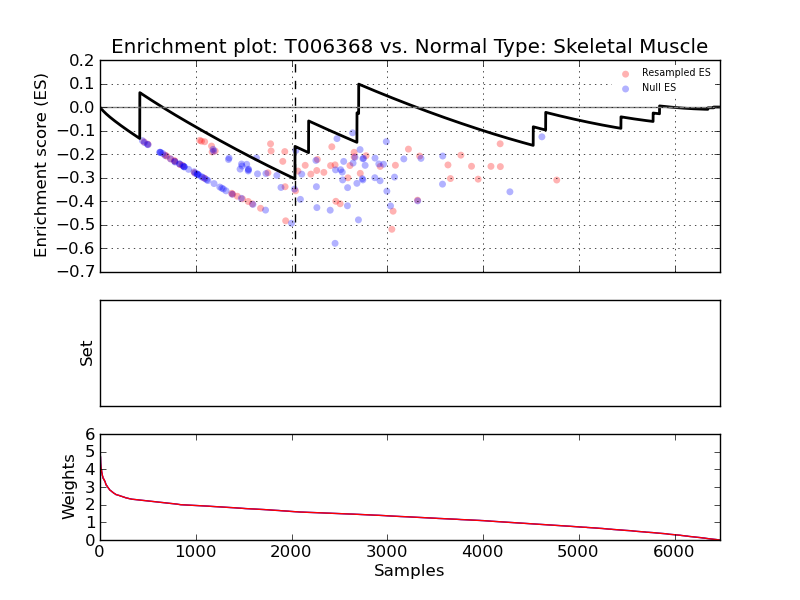 Enrichment plot: T006368 vs. Normal Type: Skeletal Muscle
Enrichment score (ES)
0.2
0.1
0.0
−0.1
−0.2
−0.3
−0.4
−0.5
−0.6
−0.7
Resampled ES
Null ES
Set
Weights
6
5
4
3
2
1
0
0 1000 2000 3000 4000 5000 6000
Samples